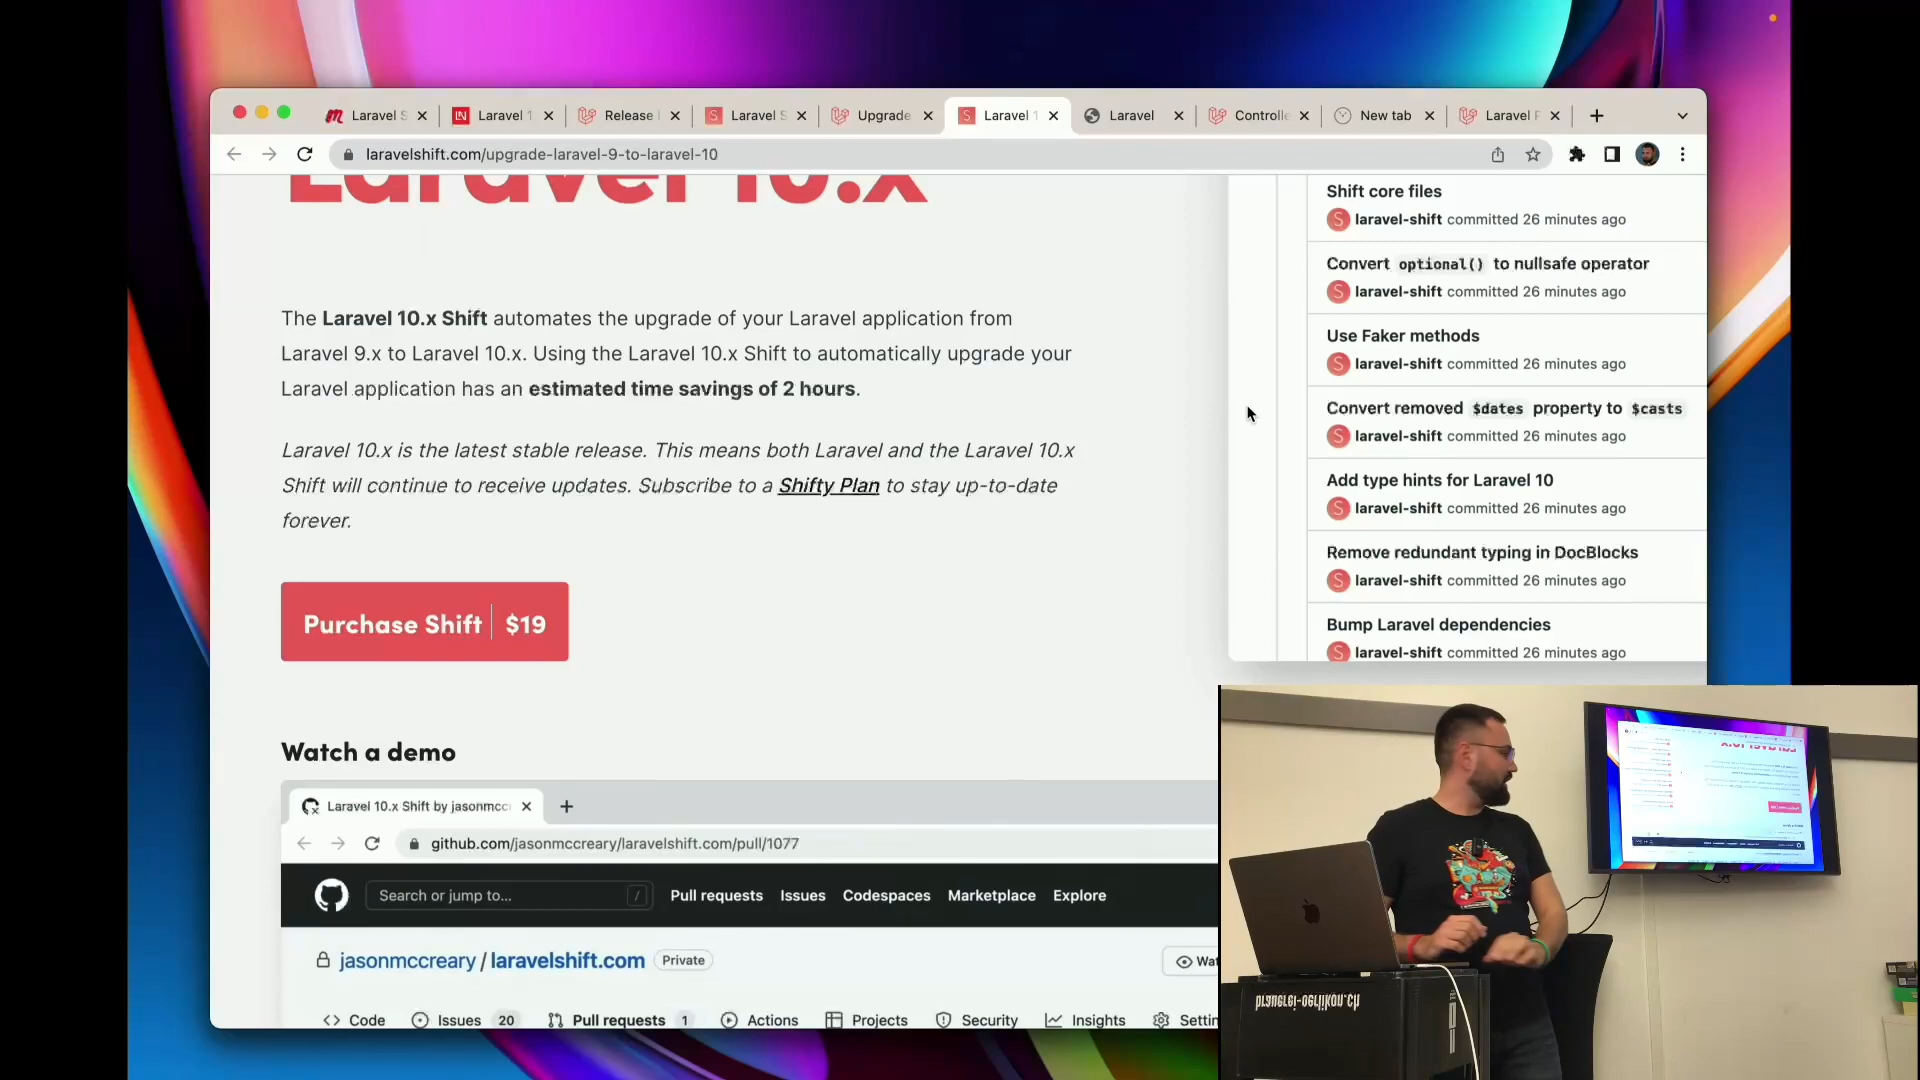 Laravel S
Laravel 1
Release
Laravel S
Upgrade
Laravel 1
Laravel
Controlle
New tab
Laravel P
laravelshift.com/upgrade-laravel-9-to-laravel-10
Laravel 10.x
The Laravel 10.x Shift automates the upgrade of your Laravel application from
Laravel 9.x to Laravel 10.x. Using the Laravel 10.x Shift to automatically upgrade your
Laravel application has an estimated time savings of 2 hours.
Laravel 10.x is the latest stable release. This means both Laravel and the Laravel 10.x
Shift will continue to receive updates. Subscribe to a Shifty Plan to stay up-to-date
forever.
Purchase Shift $19
Shift core files
laravel-shift committed 26 minutes ago
Convert optional() to nullsafe operator
laravel-shift committed 26 minutes ago
Use Faker methods
laravel-shift committed 26 minutes ago
Convert removed $dates property to $casts
laravel-shift committed 26 minutes ago
Add type hints for Laravel 10
laravel-shift committed 26 minutes ago
Remove redundant typing in DocBlocks
laravel-shift committed 26 minutes ago
Bump Laravel dependencies
laravel-shift committed 26 minutes ago
Watch a demo
Laravel 10.x Shift by jasonmccr
github.com/jasonmccreary/laravelshift.com/pull/1077
Search or jump to... /
Pull requests Issues Codespaces Marketplace Explore
jasonmccreary / laravelshift.com Private
Wat
Code Issues 20 Pull requests 1 Actions Projects Security Insights Settin
brauerei-oerlikon.ch